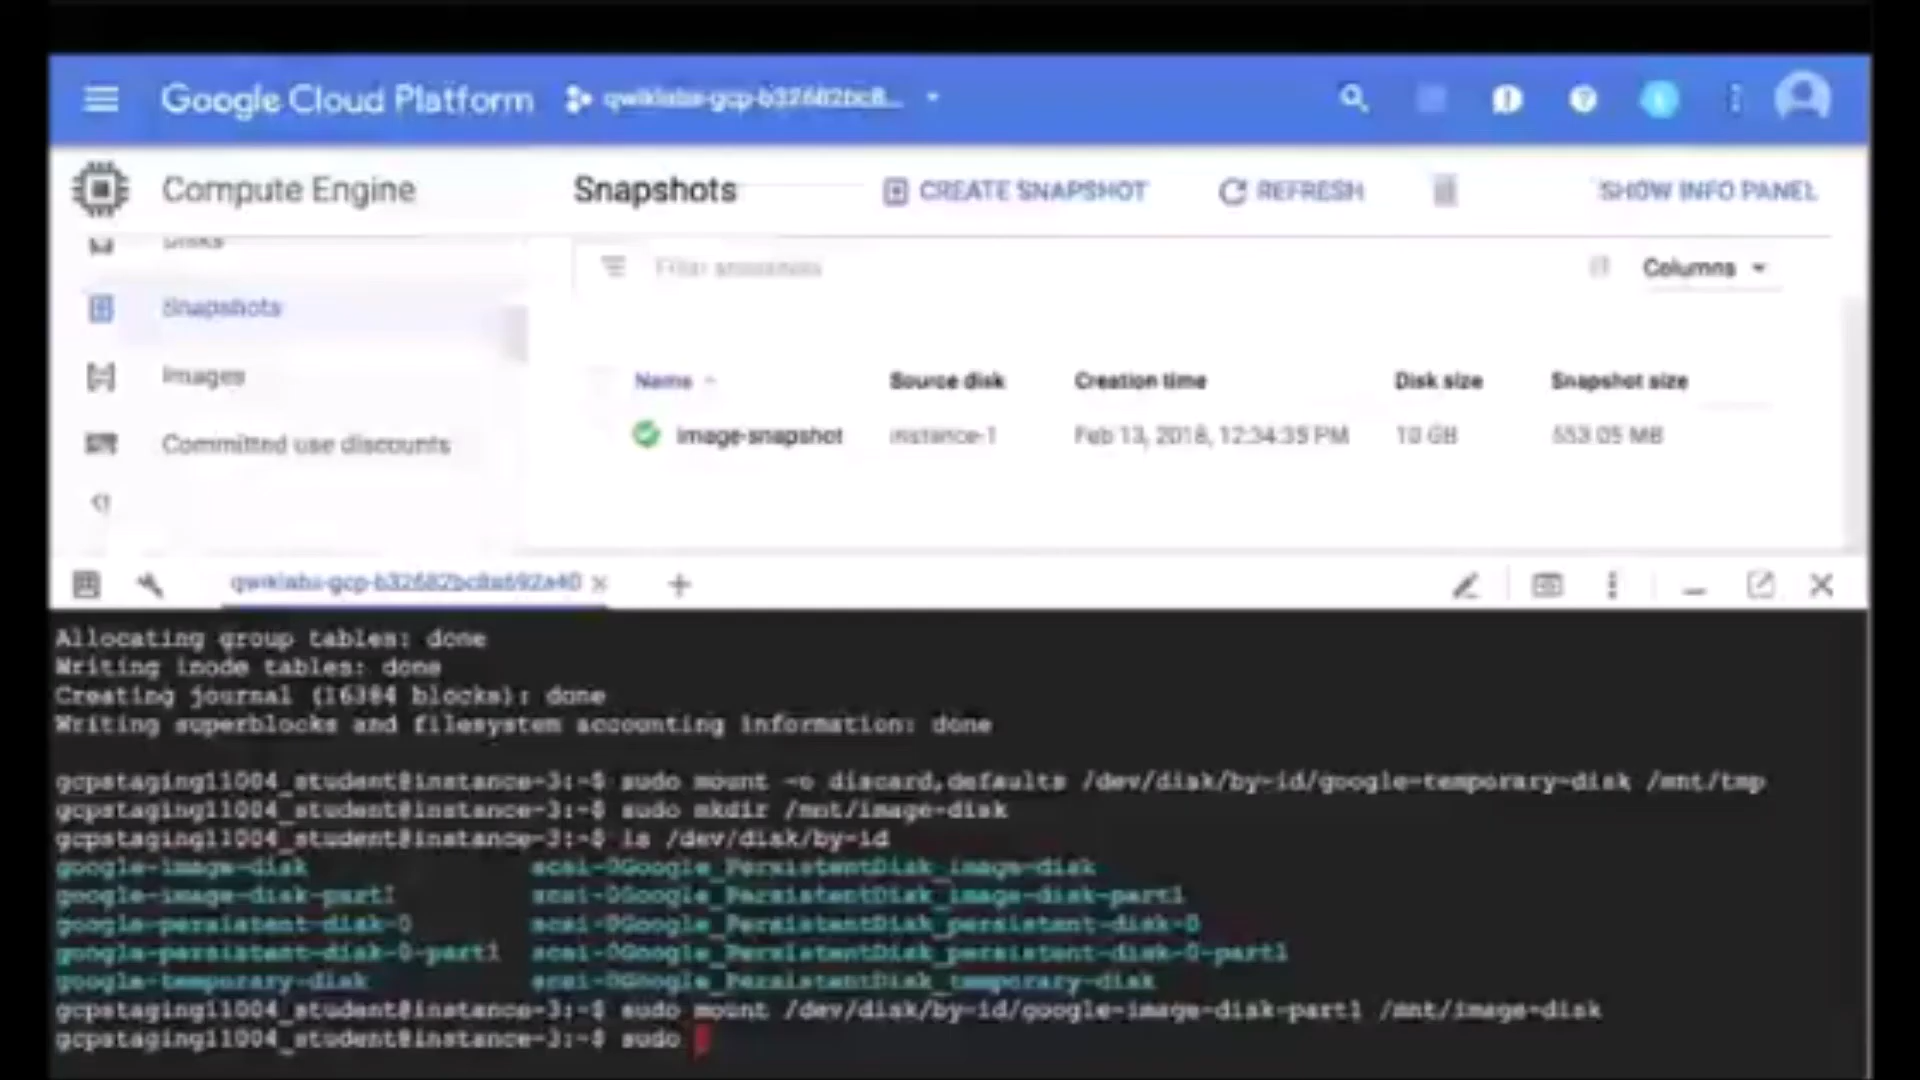 Google Cloud Platform qwiklabs-gcp-b32682bc8...
Compute Engine Snapshots CREATE SNAPSHOT REFRESH SHOW INFO PANEL
Disks
Filter snapshots Columns
Snapshots
Images
Name Source disk Creation time Disk size Snapshot size
image-snapshot instance-1 Feb 13, 2018, 12:34:35 PM 10 GB 553.05 MB
Committed use discounts
Allocating group tables: done
Writing inode tables: done
Creating journal (16384 blocks): done
Writing superblocks and filesystem accounting information: done
gcpstaging11004_student@instance-3:~$ sudo mount -o discard,defaults /dev/disk/by-id/google-temporary-disk /mnt/tmp
gcpstaging11004_student@instance-3:~$ sudo mkdir /mnt/image-disk
gcpstaging11004_student@instance-3:~$ ls /dev/disk/by-id
google-image-disk scsi-0Google_PersistentDisk_image-disk
google-image-disk-part1 scsi-0Google_PersistentDisk_image-disk-part1
google-persistent-disk-0 scsi-0Google_PersistentDisk_persistent-disk-0
google-persistent-disk-0-part1 scsi-0Google_PersistentDisk_persistent-disk-0-part1
google-temporary-disk scsi-0Google_PersistentDisk_temporary-disk
gcpstaging11004_student@instance-3:~$ sudo mount /dev/disk/by-id/google-image-disk-part1 /mnt/image-disk
gcpstaging11004_student@instance-3:~$ sudo